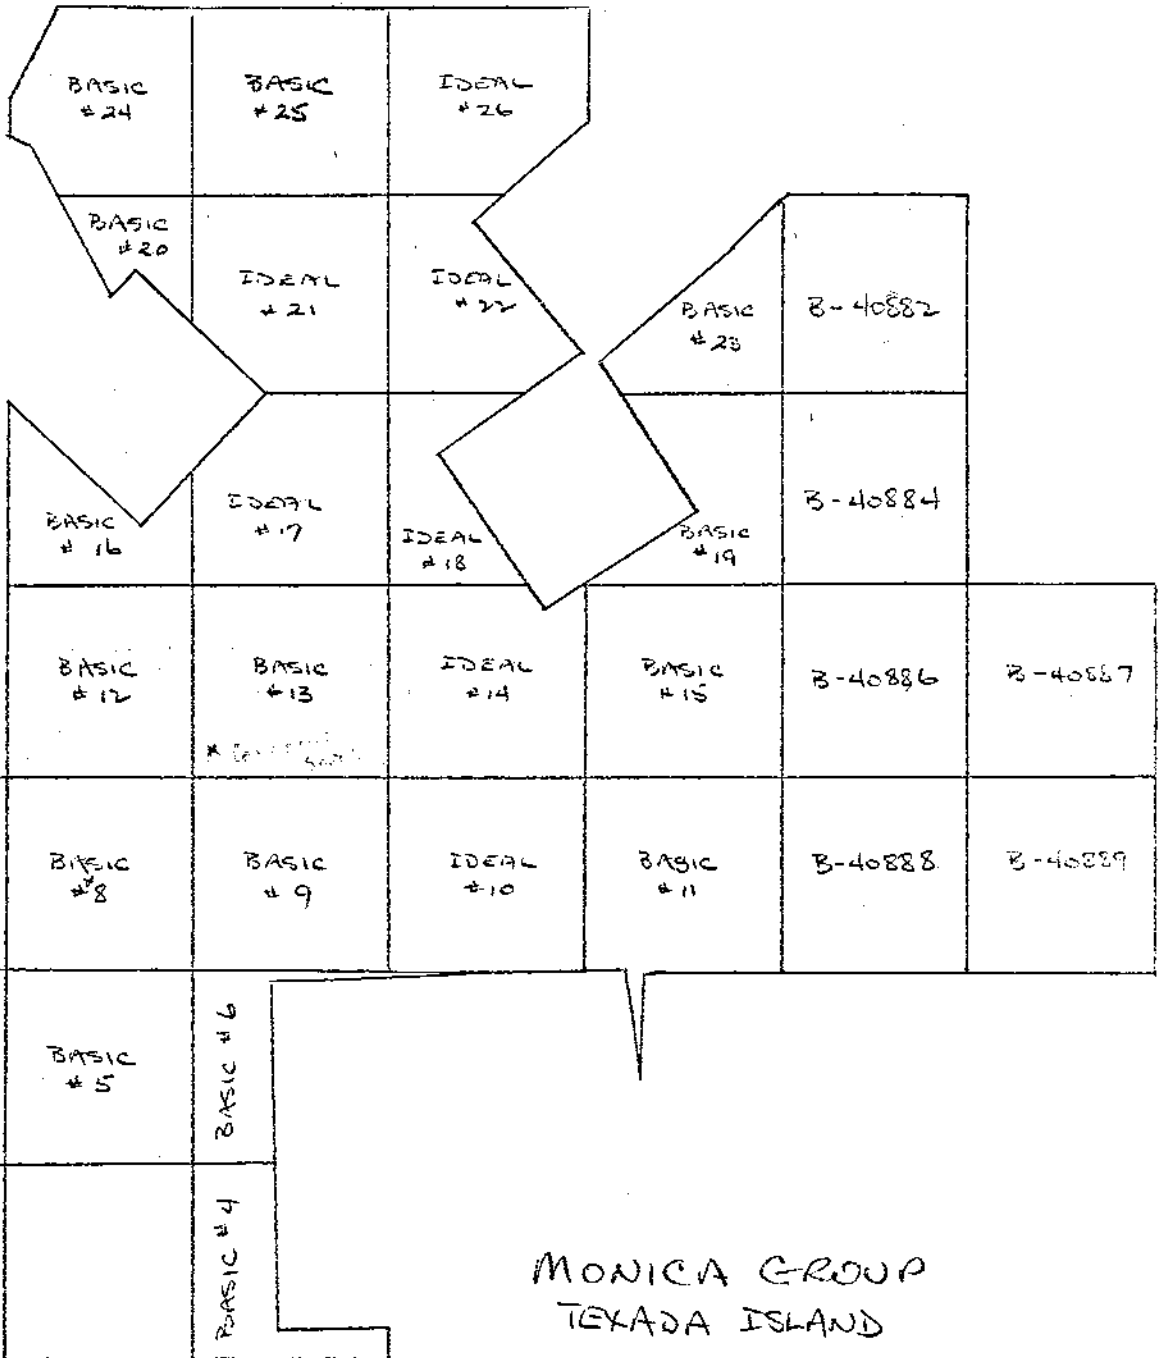 BASIC
#24
BASIC
#25
IDEAL
#26
BASIC
#20
IDEAL
#21
IDEAL
#22
BASIC
#23
B-40882
BASIC
#16
IDEAL
#17
IDEAL
#18
BASIC
#19
B-40884
BASIC
#12
BASIC
#13
IDEAL
#14
BASIC
#15
B-40886
B-40887
BASIC
#8
BASIC
#9
IDEAL
#10
BASIC
#11
B-40888
B-40889
BASIC
#5
BASIC #6
BASIC #4
MONICA GROUP
TEXADA ISLAND